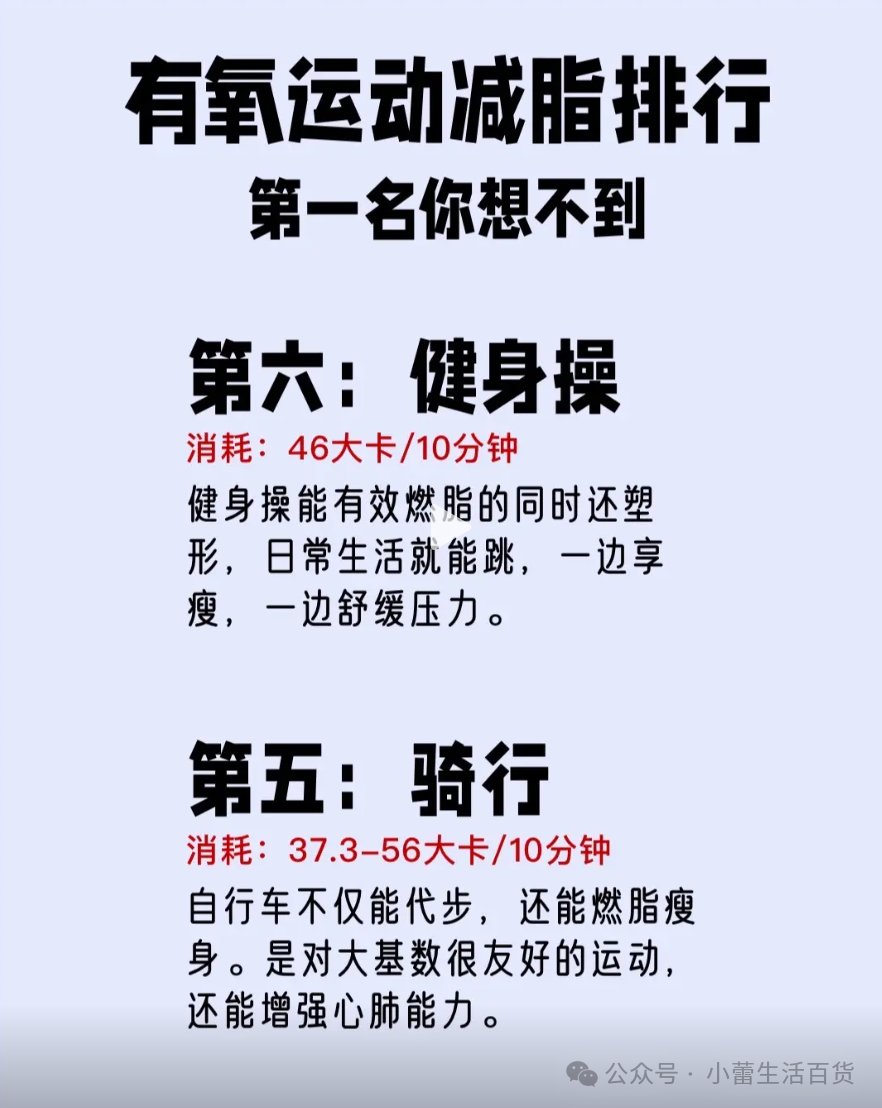 有氧运动减脂排行
第一名你想不到
第六：健身操
消耗：46大卡/10分钟
健身操能有效燃脂的同时还塑
形，日常生活就能跳，一边享
瘦，一边舒缓压力。
第五：骑行
消耗：37.3-56大卡/10分钟
自行车不仅能代步，还能燃脂瘦
身。是对大基数很友好的运动，
还能增强心肺能力。
公众号·小蕾生活百货